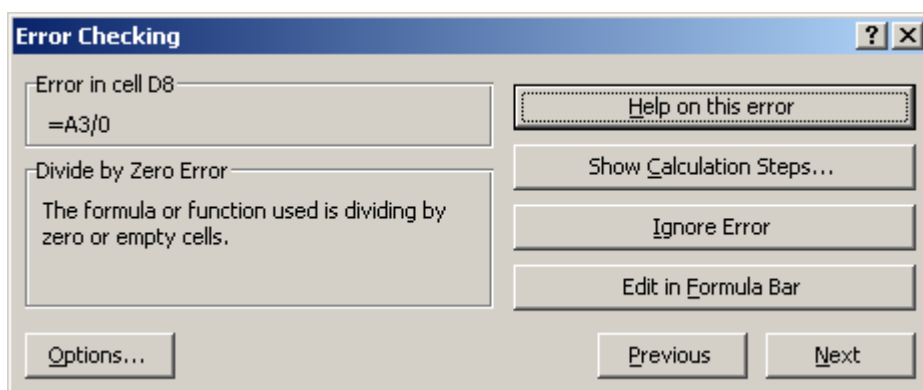 Error Checking
Error in cell D8
=A3/0
Divide by Zero Error
The formula or function used is dividing by
zero or empty cells.
Help on this error
Show Calculation Steps...
Ignore Error
Edit in Formula Bar
Options...
Previous
Next